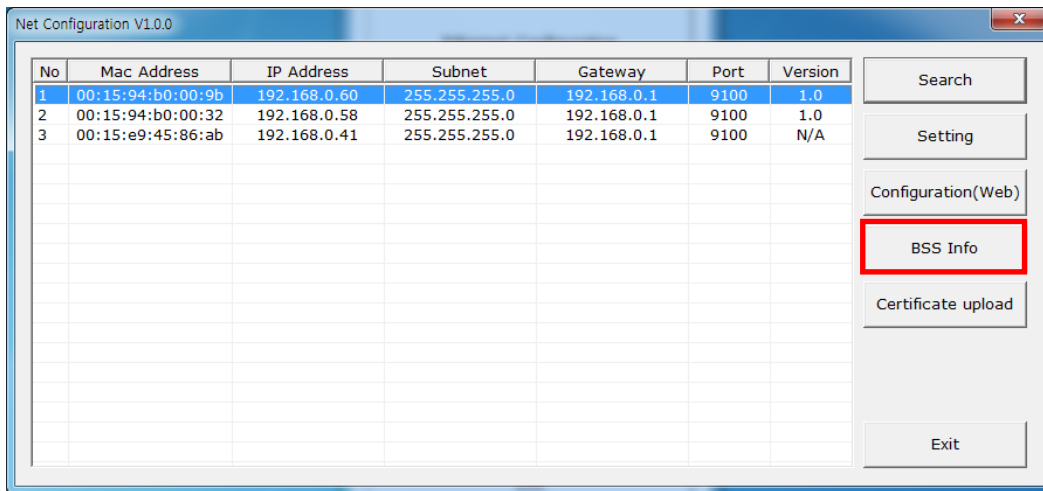 Net Configuration V1.0.0
No Mac Address IP Address Subnet Gateway Port Version
1 00:15:94:b0:00:9b 192.168.0.60 255.255.255.0 192.168.0.1 9100 1.0
2 00:15:94:b0:00:32 192.168.0.58 255.255.255.0 192.168.0.1 9100 1.0
3 00:15:e9:45:86:ab 192.168.0.41 255.255.255.0 192.168.0.1 9100 N/A
Search
Setting
Configuration(Web)
BSS Info
Certificate upload
Exit